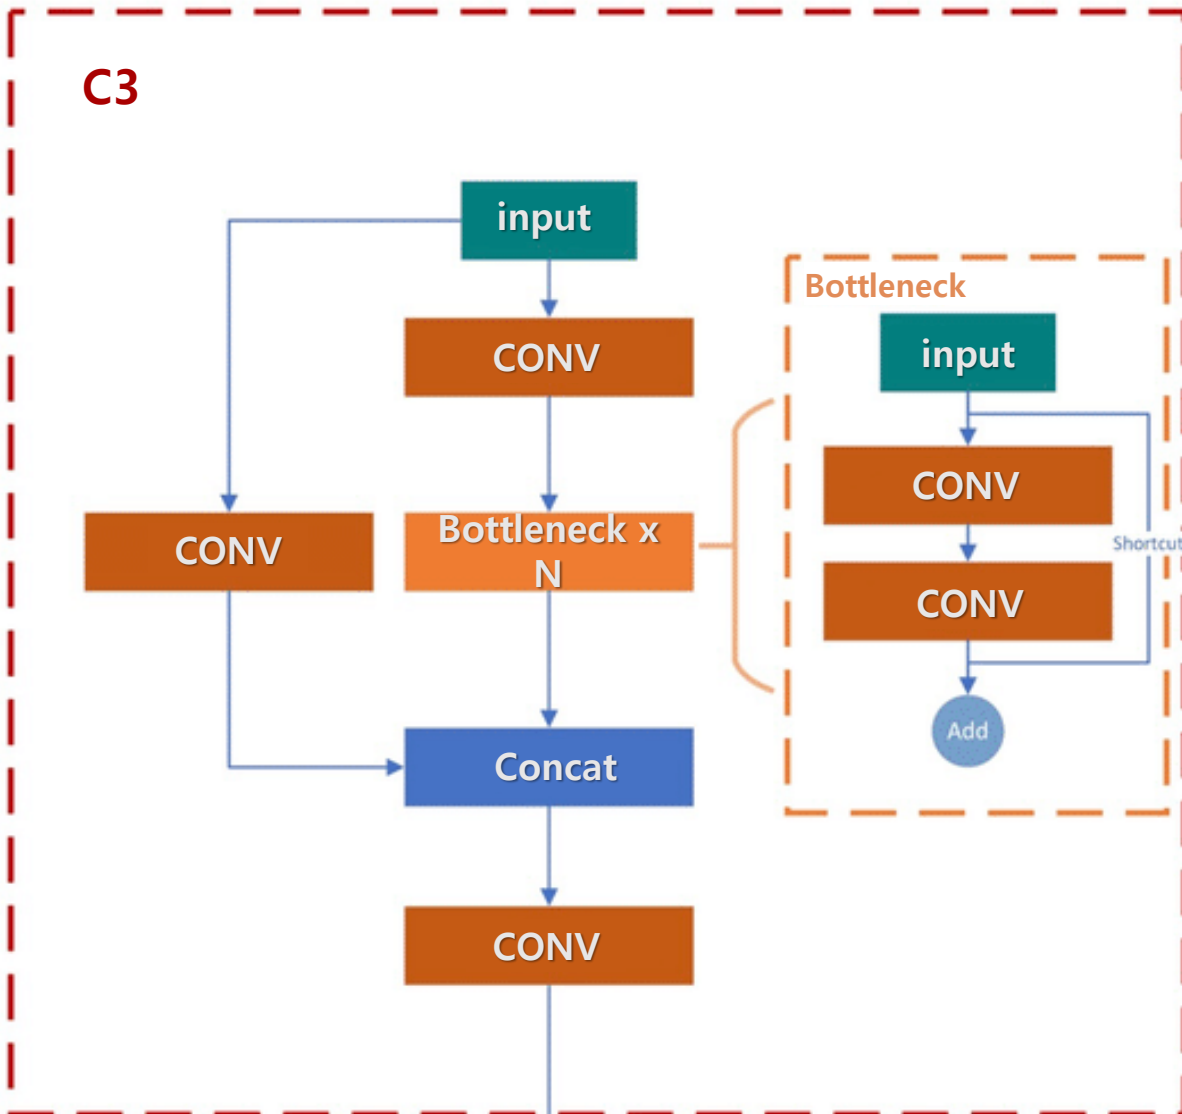 C3
input
CONV
CONV
Bottleneck x
N
Concat
CONV
Bottleneck
input
CONV
Shortcut
CONV
Add